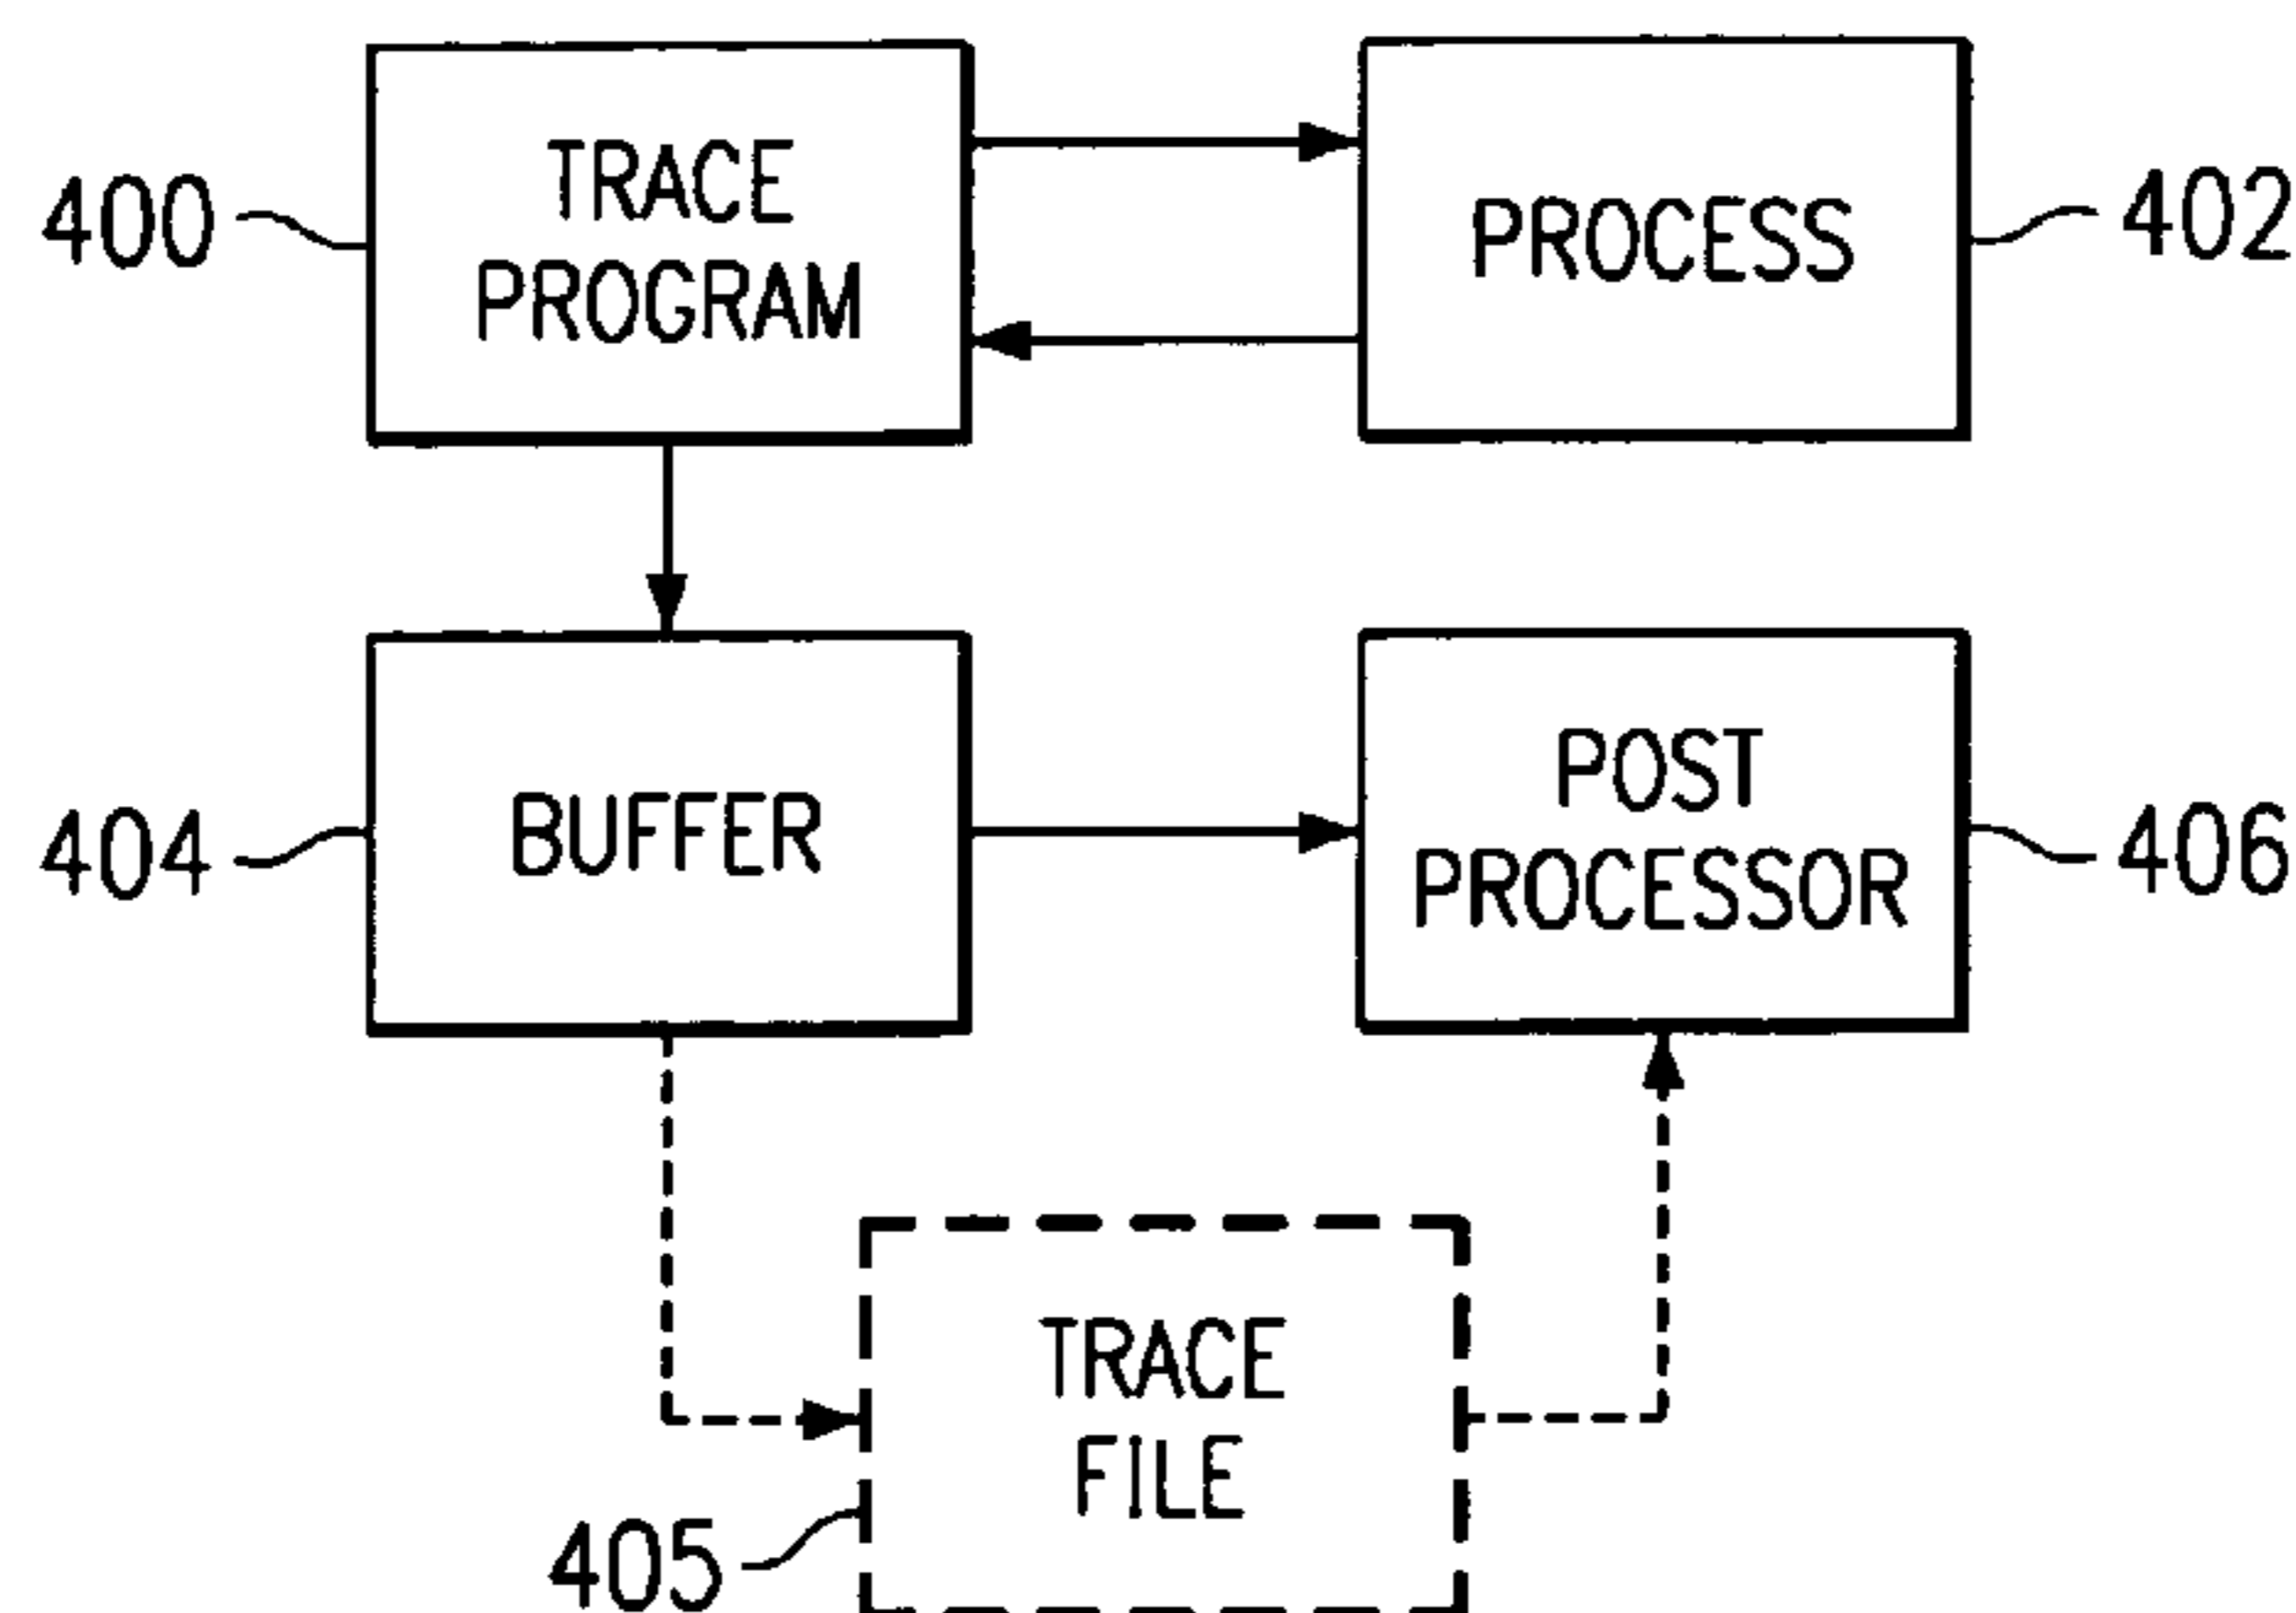 400
TRACE
PROGRAM
PROCESS
402
404
BUFFER
POST
PROCESSOR
406
TRACE
FILE
405